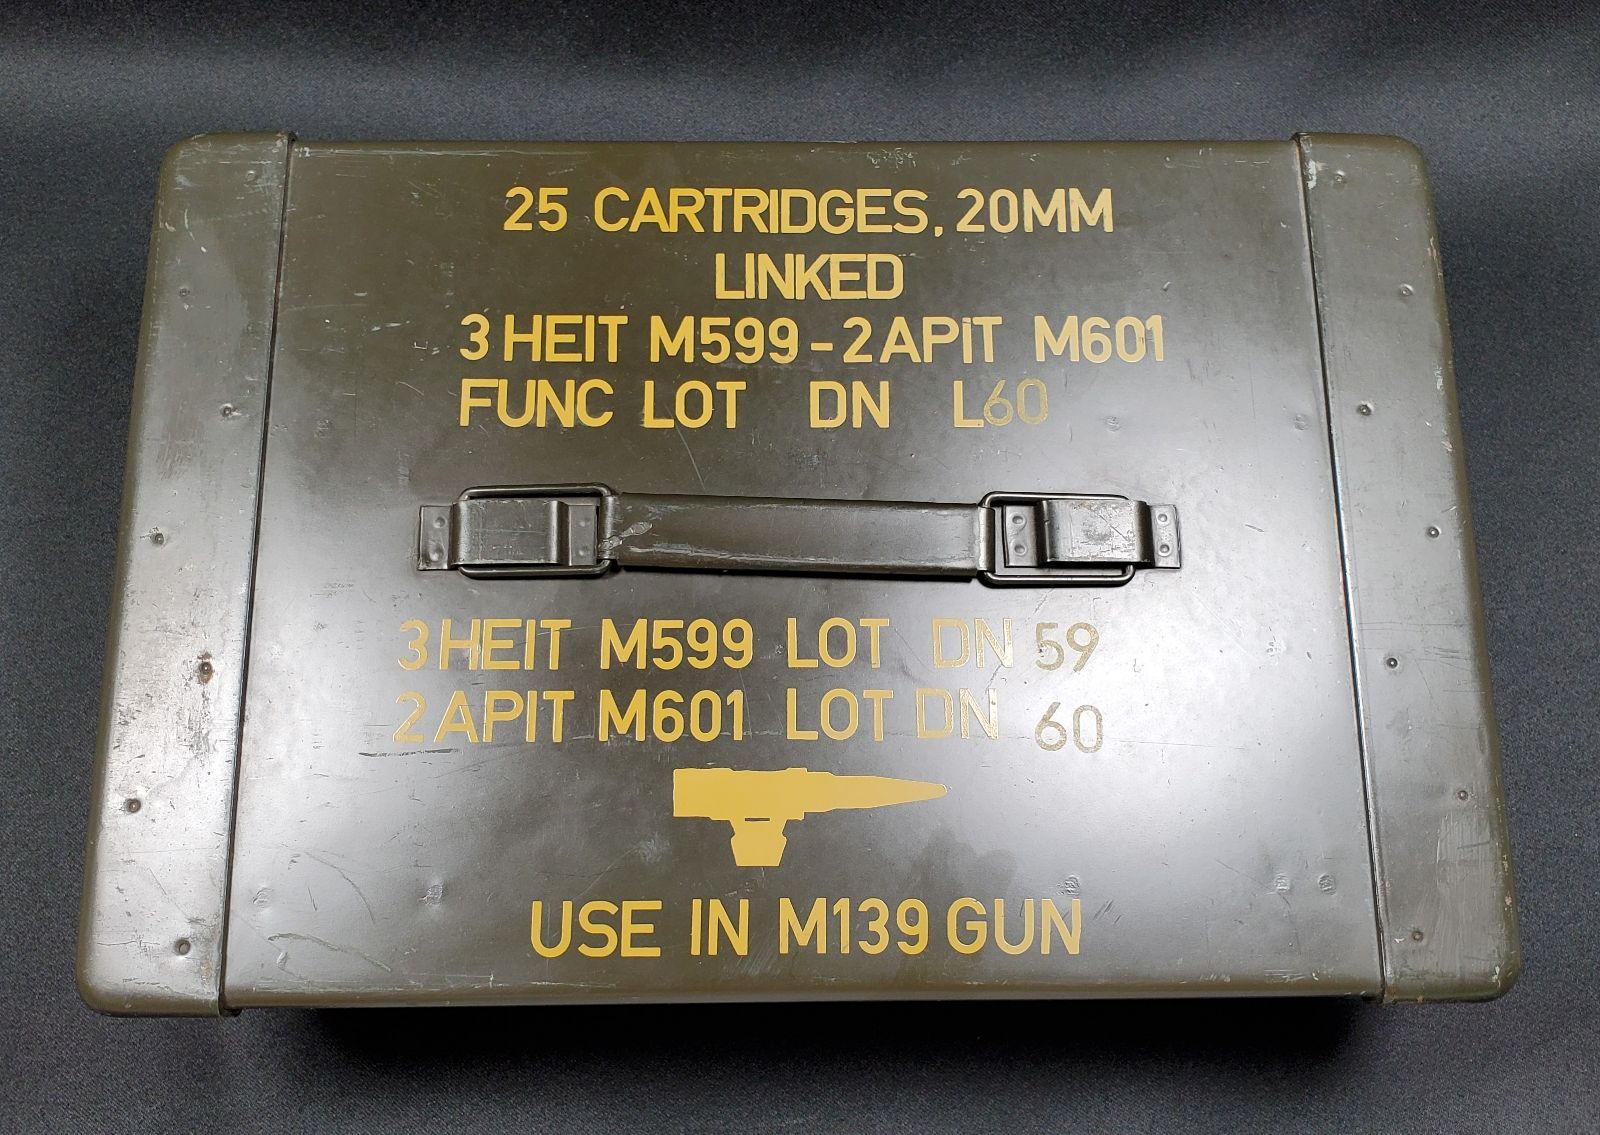 25 CARTRIDGES, 20MM
LINKED
3 HEIT M599-2 APiT M601
FUNC LOT DN L60
3 HEIT M599 LOT DN 59
2 APIT M601 LOT DN 60
USE IN M139 GUN